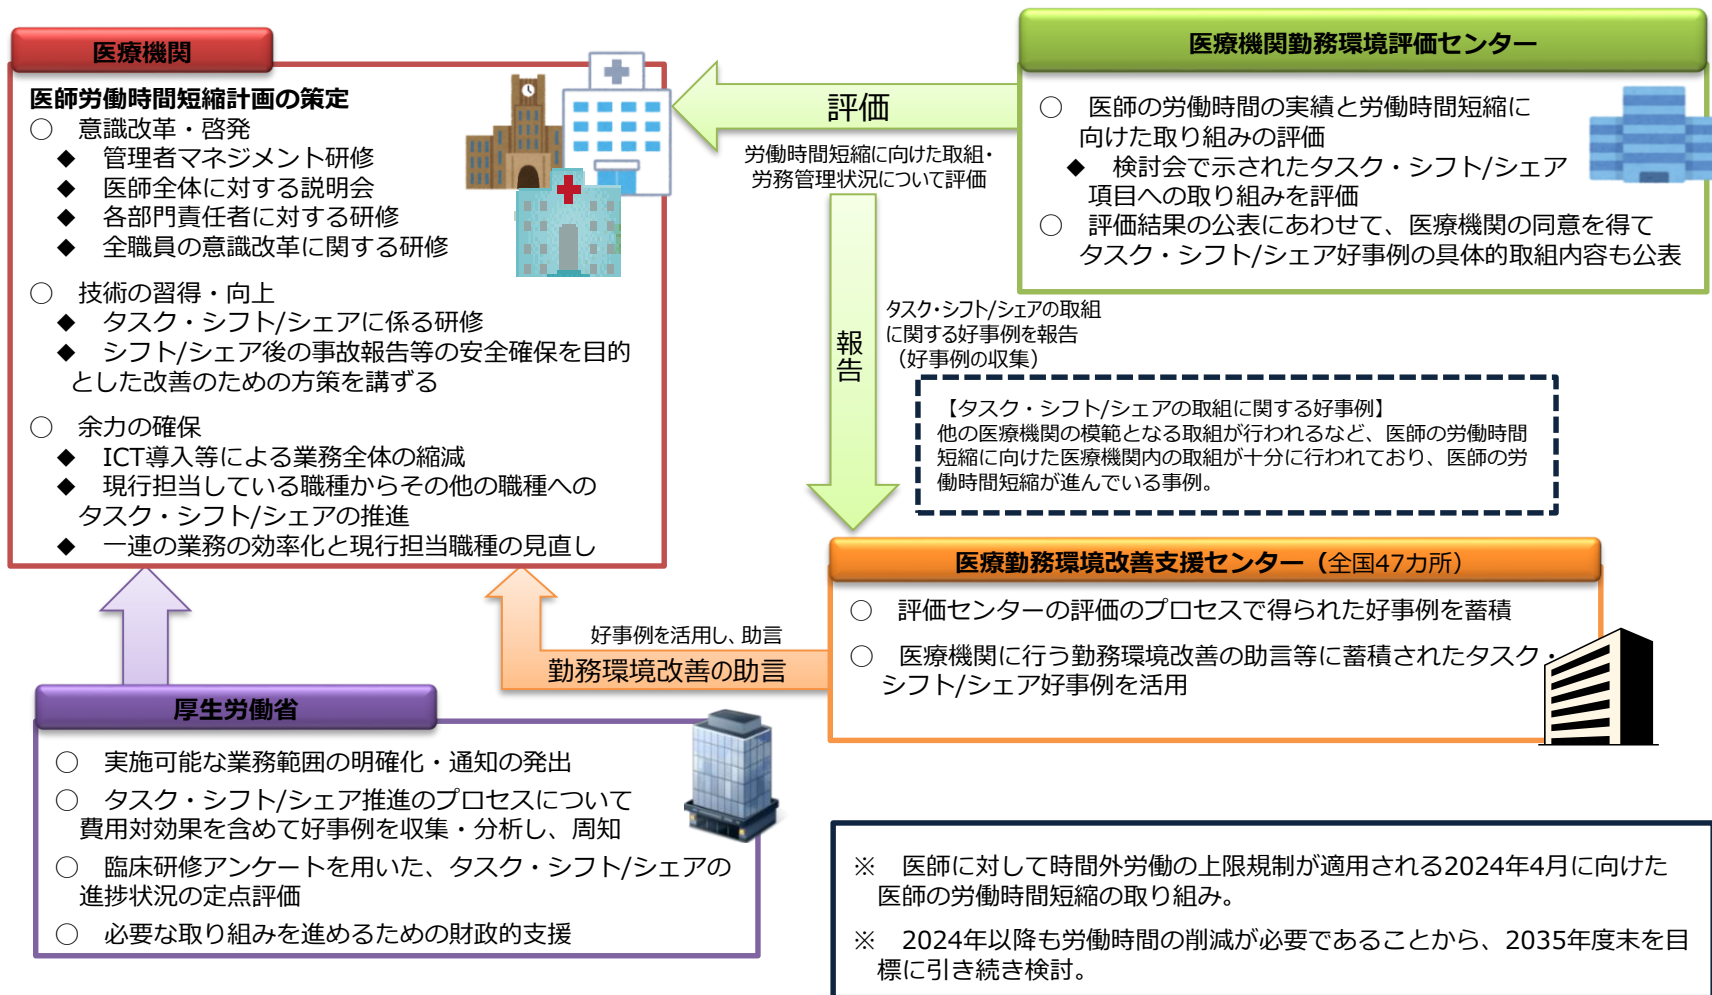 医療機関
医師労働時間短縮計画の策定
○ 意識改革・啓発
◆ 管理者マネジメント研修
◆ 医師全体に対する説明会
◆ 各部門責任者に対する研修
◆ 全職員の意識改革に関する研修
○ 技術の習得・向上
◆ タスク・シフト/シェアに係る研修
◆ シフト/シェア後の事故報告等の安全確保を目的
とした改善のための方策を講ずる
○ 余力の確保
◆ ICT導入等による業務全体の縮減
◆ 現行担当している職種からその他の職種への
タスク・シフト/シェアの推進
◆ 一連の業務の効率化と現行担当職種の見直し
評価
労働時間短縮に向けた取組・
労務管理状況について評価
医療機関勤務環境評価センター
○ 医師の労働時間の実績と労働時間短縮に
向けた取り組みの評価
◆ 検討会で示されたタスク・シフト/シェア
項目への取り組みを評価
○ 評価結果の公表にあわせて、医療機関の同意を得て
タスク・シフト/シェア好事例の具体的取組内容も公表
報告
タスク・シフト/シェアの取組
に関する好事例を報告
（好事例の収集）
【タスク・シフト/シェアの取組に関する好事例】
他の医療機関の模範となる取組が行われるなど、医師の労働時間
短縮に向けた医療機関内の取組が十分に行われており、医師の労
働時間短縮が進んでいる事例。
医療勤務環境改善支援センター（全国47カ所）
○ 評価センターの評価のプロセスで得られた好事例を蓄積
○ 医療機関に行う勤務環境改善の助言等に蓄積されたタスク・
シフト/シェア好事例を活用
好事例を活用し、助言
勤務環境改善の助言
厚生労働省
○ 実施可能な業務範囲の明確化・通知の発出
○ タスク・シフト/シェア推進のプロセスについて
費用対効果を含めて好事例を収集・分析し、周知
○ 臨床研修アンケートを用いた、タスク・シフト/シェアの
進捗状況の定点評価
○ 必要な取り組みを進めるための財政的支援
※ 医師に対して時間外労働の上限規制が適用される2024年4月に向けた
医師の労働時間短縮の取り組み。
※ 2024年以降も労働時間の削減が必要であることから、2035年度末を目
標に引き続き検討。